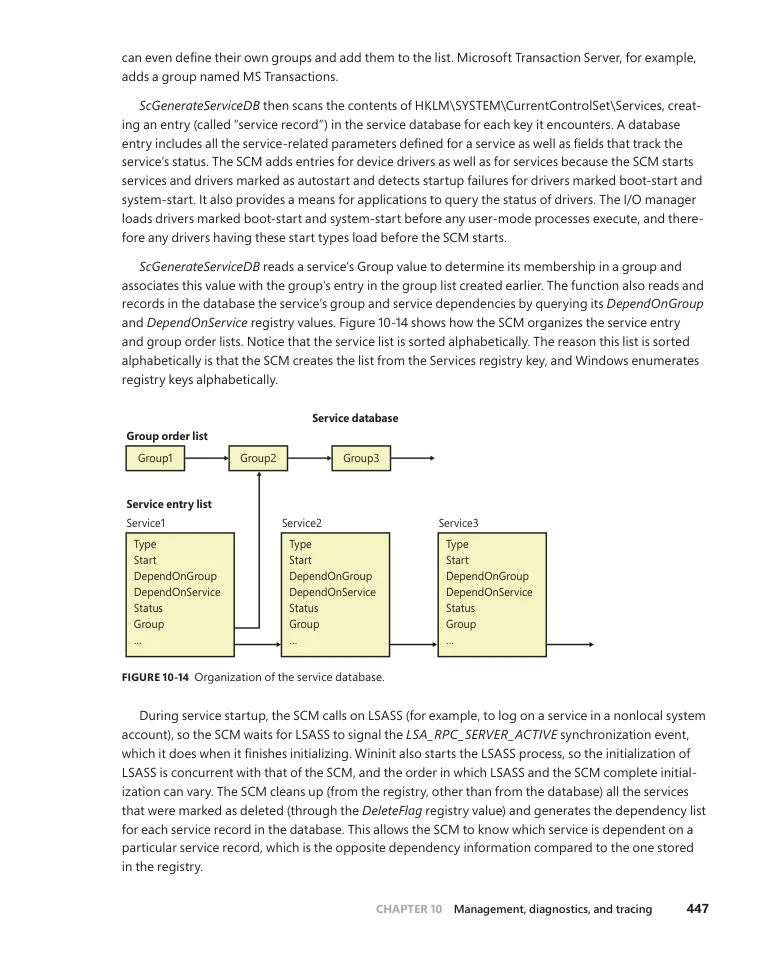 can even define their own groups and add them to the list. Microsoft Transaction Server, for example,
adds a group named MS Transactions.
ScGenerateServiceDB then scans the contents of HKLM\SYSTEM\CurrentControlSet\Services, creat-
ing an entry (called “service record”) in the service database for each key it encounters. A database
entry includes all the service-related parameters defined for a service as well as fields that track the
service’s status. The SCM adds entries for device drivers as well as for services because the SCM starts
services and drivers marked as autostart and detects startup failures for drivers marked boot-start and
system-start. It also provides a means for applications to query the status of drivers. The I/O manager
loads drivers marked boot-start and system-start before any user-mode processes execute, and there-
fore any drivers having these start types load before the SCM starts.
ScGenerateServiceDB reads a service’s Group value to determine its membership in a group and
associates this value with the group’s entry in the group list created earlier. The function also reads and
records in the database the service’s group and service dependencies by querying its DependOnGroup
and DependOnService registry values. Figure 10-14 shows how the SCM organizes the service entry
and group order lists. Notice that the service list is sorted alphabetically. The reason this list is sorted
alphabetically is that the SCM creates the list from the Services registry key, and Windows enumerates
registry keys alphabetically.
Service database
Group order list
Group1 Group2 Group3
Service entry list
Service1 Service2 Service3
Type Type Type
Start Start Start
DependOnGroup DependOnGroup DependOnGroup
DependOnService DependOnService DependOnService
Status Status Status
Group Group Group
... ... ...
FIGURE 10-14 Organization of the service database.
During service startup, the SCM calls on LSASS (for example, to log on a service in a nonlocal system
account), so the SCM waits for LSASS to signal the LSA_RPC_SERVER_ACTIVE synchronization event,
which it does when it finishes initializing. Wininit also starts the LSASS process, so the initialization of
LSASS is concurrent with that of the SCM, and the order in which LSASS and the SCM complete initial-
ization can vary. The SCM cleans up (from the registry, other than from the database) all the services
that were marked as deleted (through the DeleteFlag registry value) and generates the dependency list
for each service record in the database. This allows the SCM to know which service is dependent on a
particular service record, which is the opposite dependency information compared to the one stored
in the registry.
CHAPTER 10 Management, diagnostics, and tracing 447